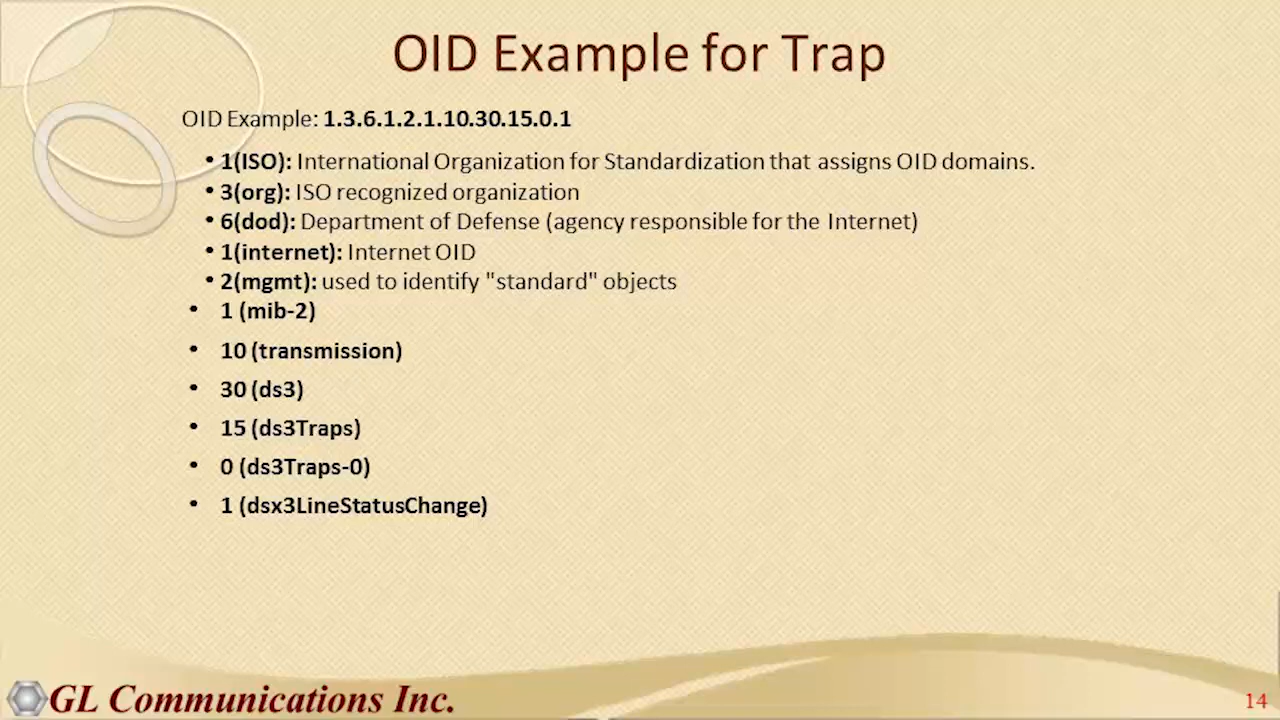 OID Example for Trap
OID Example: 1.3.6.1.2.1.10.30.15.0.1
• 1(ISO): International Organization for Standardization that assigns OID domains.
• 3(org): ISO recognized organization
• 6(dod): Department of Defense (agency responsible for the Internet)
• 1(internet): Internet OID
• 2(mgmt): used to identify "standard" objects
• 1 (mib-2)
• 10 (transmission)
• 30 (ds3)
• 15 (ds3Traps)
• 0 (ds3Traps-0)
• 1 (dsx3LineStatusChange)
GL Communications Inc.
14